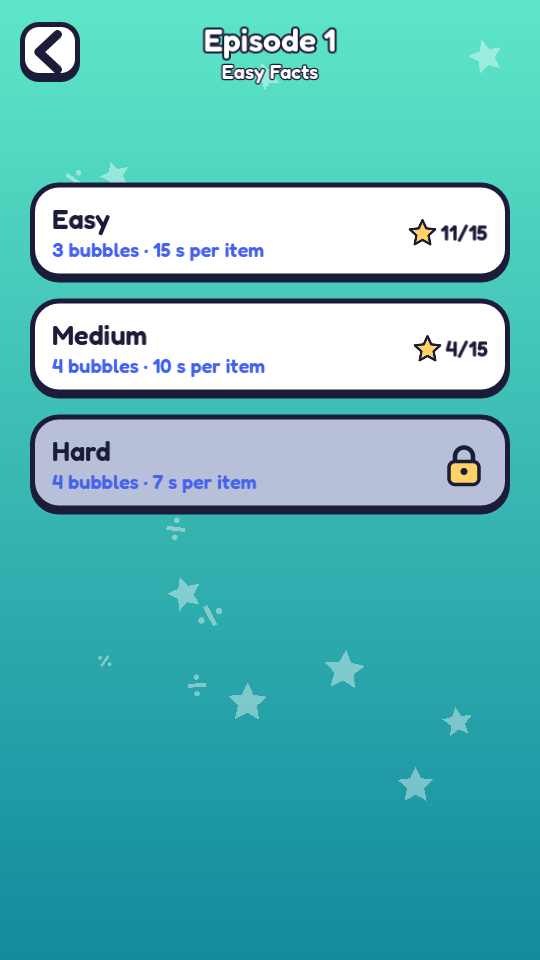 Episode 1
Easy Facts
Easy
3 bubbles · 15 s per item
11/15
Medium
4 bubbles · 10 s per item
4/15
Hard
4 bubbles · 7 s per item